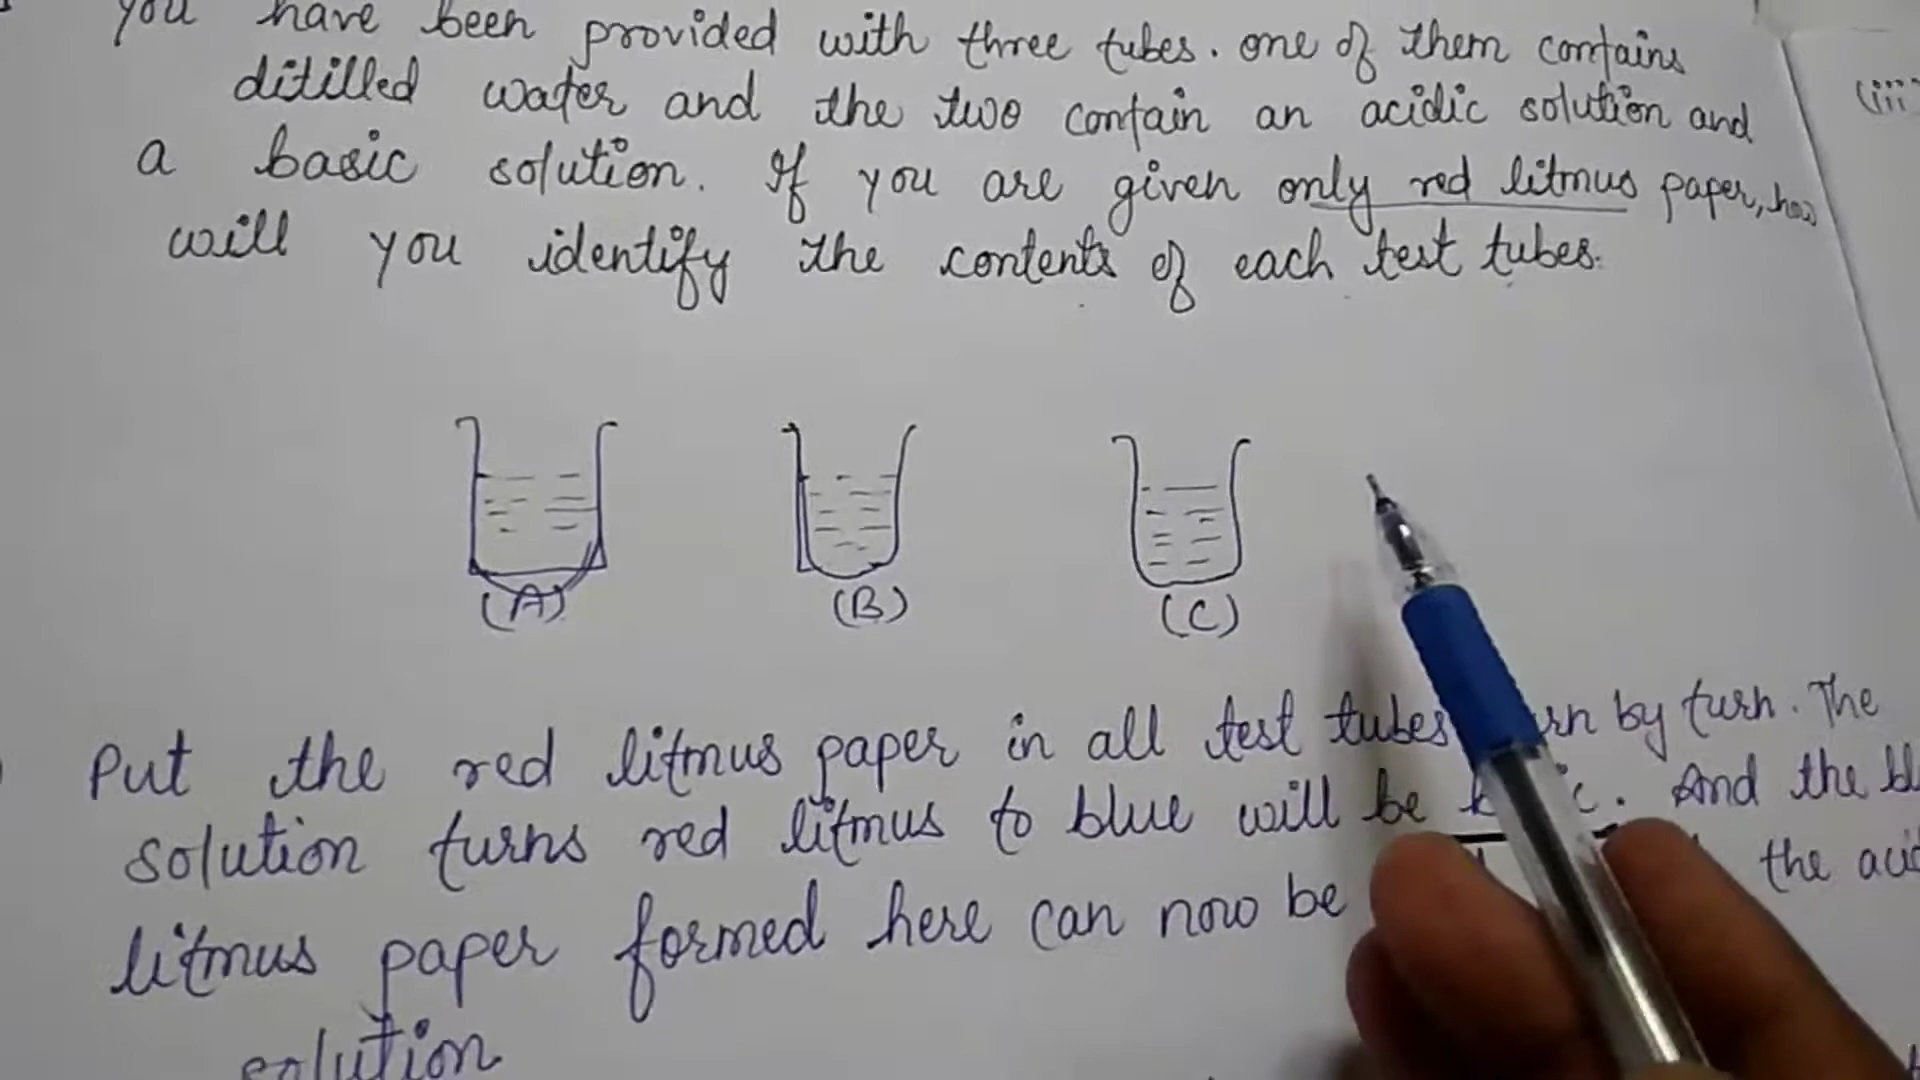 you have been provided with three tubes. one of them contains
ditilled water and the two contain an acidic solution and
a basic solution. If you are given only red litmus paper, how
will you identify the contents of each test tubes.
(iii)
(A) (B) (C)
Put the red litmus paper in all test tubes by turn. The
solution turns red litmus to blue will be. And the
litmus paper formed here can now be the
solution